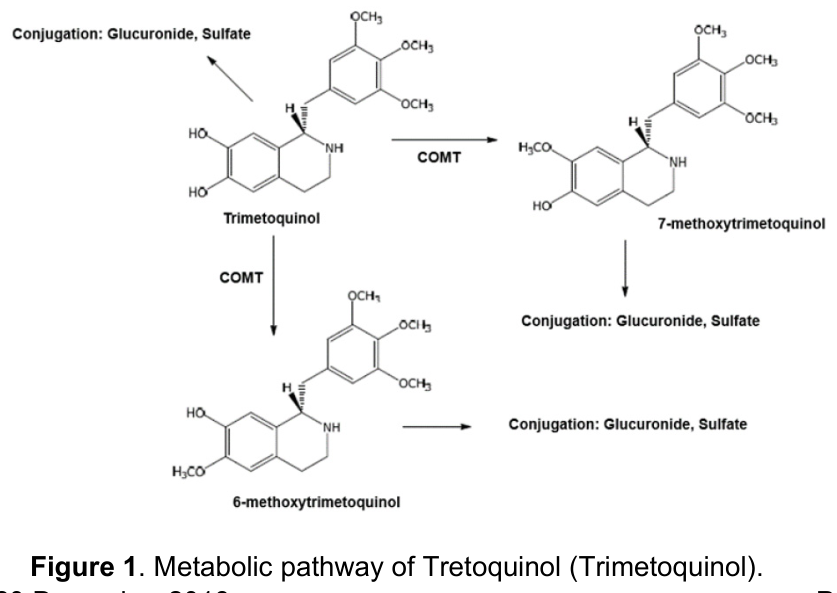 OCH3
Conjugation: Glucuronide, Sulfate
OCH3
OCH3
H
HO
NH
HO
Trimetoquinol
COMT
OCH3
OCH3
OCH3
H
H3CO
NH
HO
7-methoxytrimetoquinol
COMT
Conjugation: Glucuronide, Sulfate
OCH3
OCH3
OCH3
H
HO
NH
H3CO
Conjugation: Glucuronide, Sulfate
6-methoxytrimetoquinol
Figure 1. Metabolic pathway of Tretoquinol (Trimetoquinol).